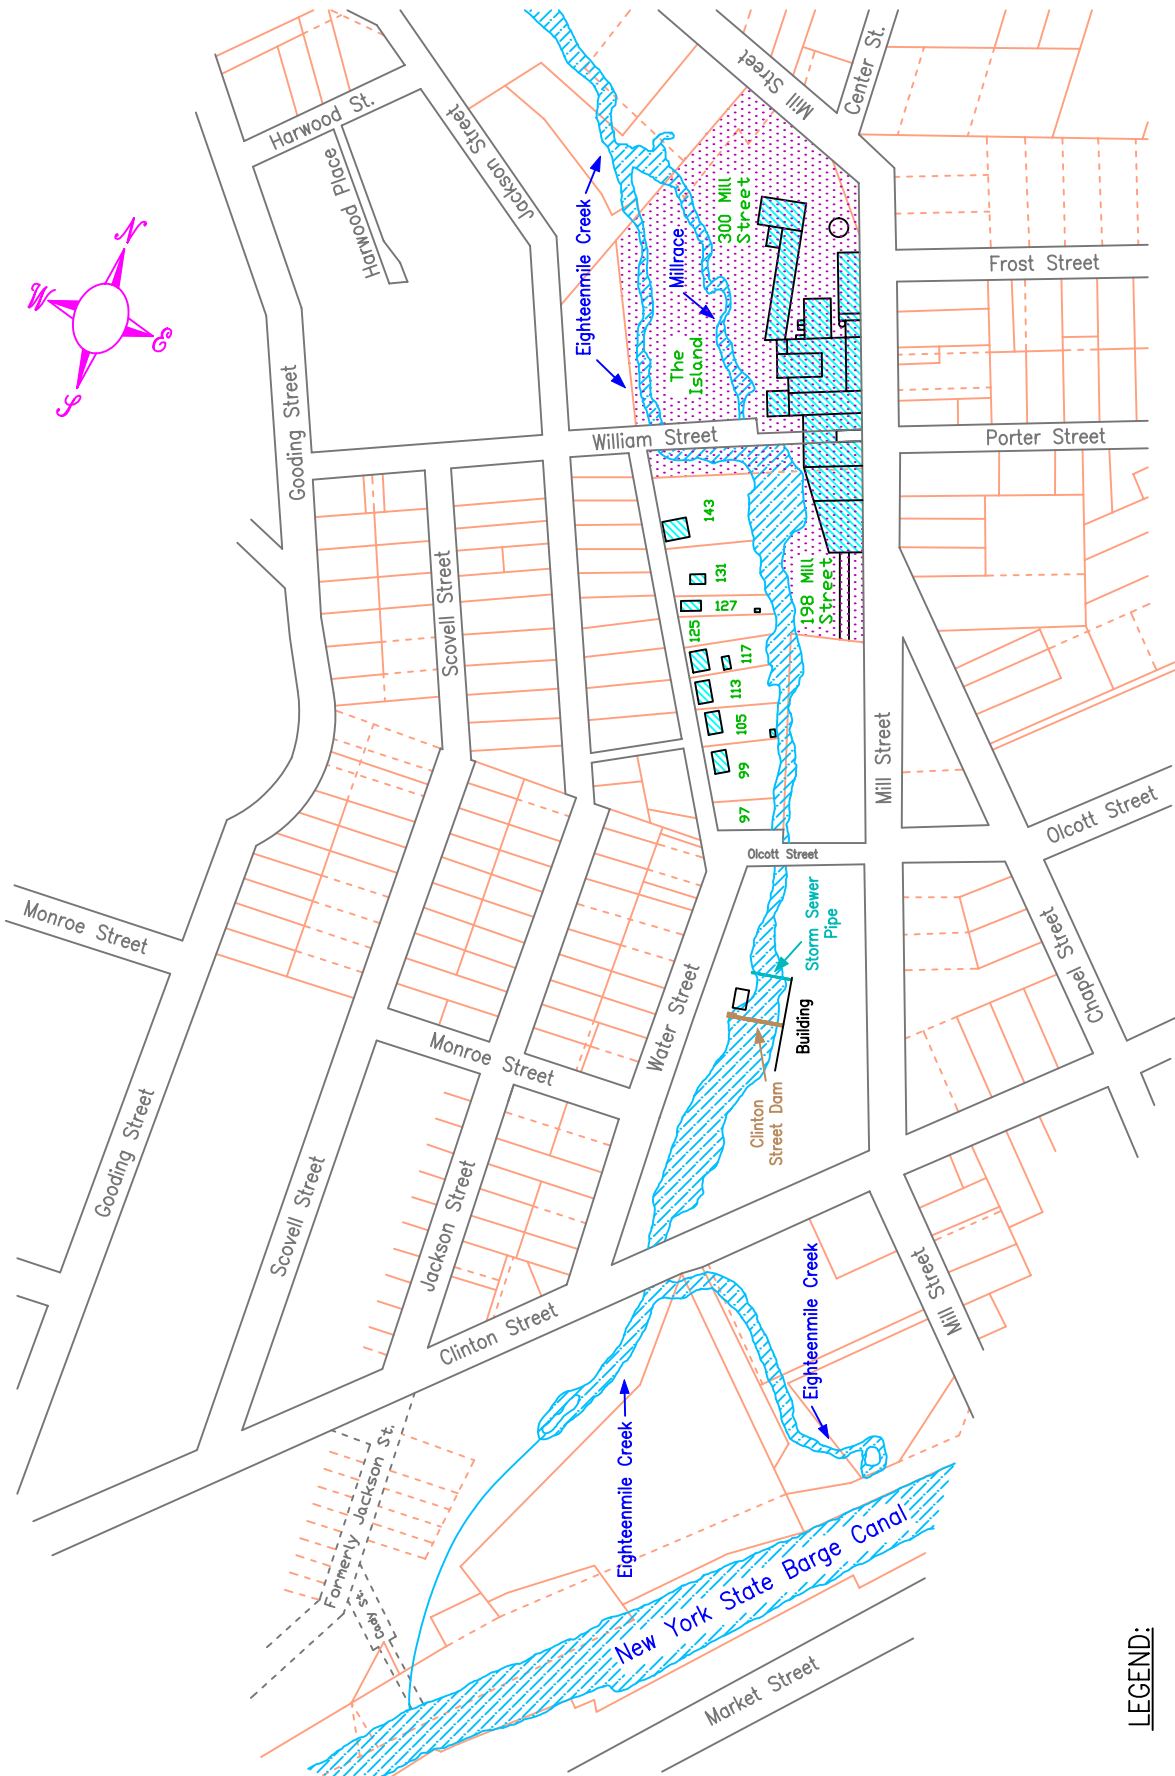 Mill Street
Center St.
Harwood St.
Jackson Street
Harwood Place
300 Mill
Street
Eighteenmile Creek
Millrace
N
W
E
S
Frost Street
The
Island
Gooding Street
William Street
Porter Street
143
Scovell Street
131
127
198 Mill
Street
125
117
113
105
Mill Street
99
97
Olcott Street
Olcott Street
Monroe Street
Storm Sewer
Pipe
Chapel Street
Water Street
Building
Monroe Street
Clinton
Street Dam
Gooding Street
Scovell Street
Jackson Street
Mill Street
Eighteenmile Creek
Clinton Street
Eighteenmile Creek
Formerly Jackson St.
New York State Barge Canal
Cady St.
Market Street
LEGEND: